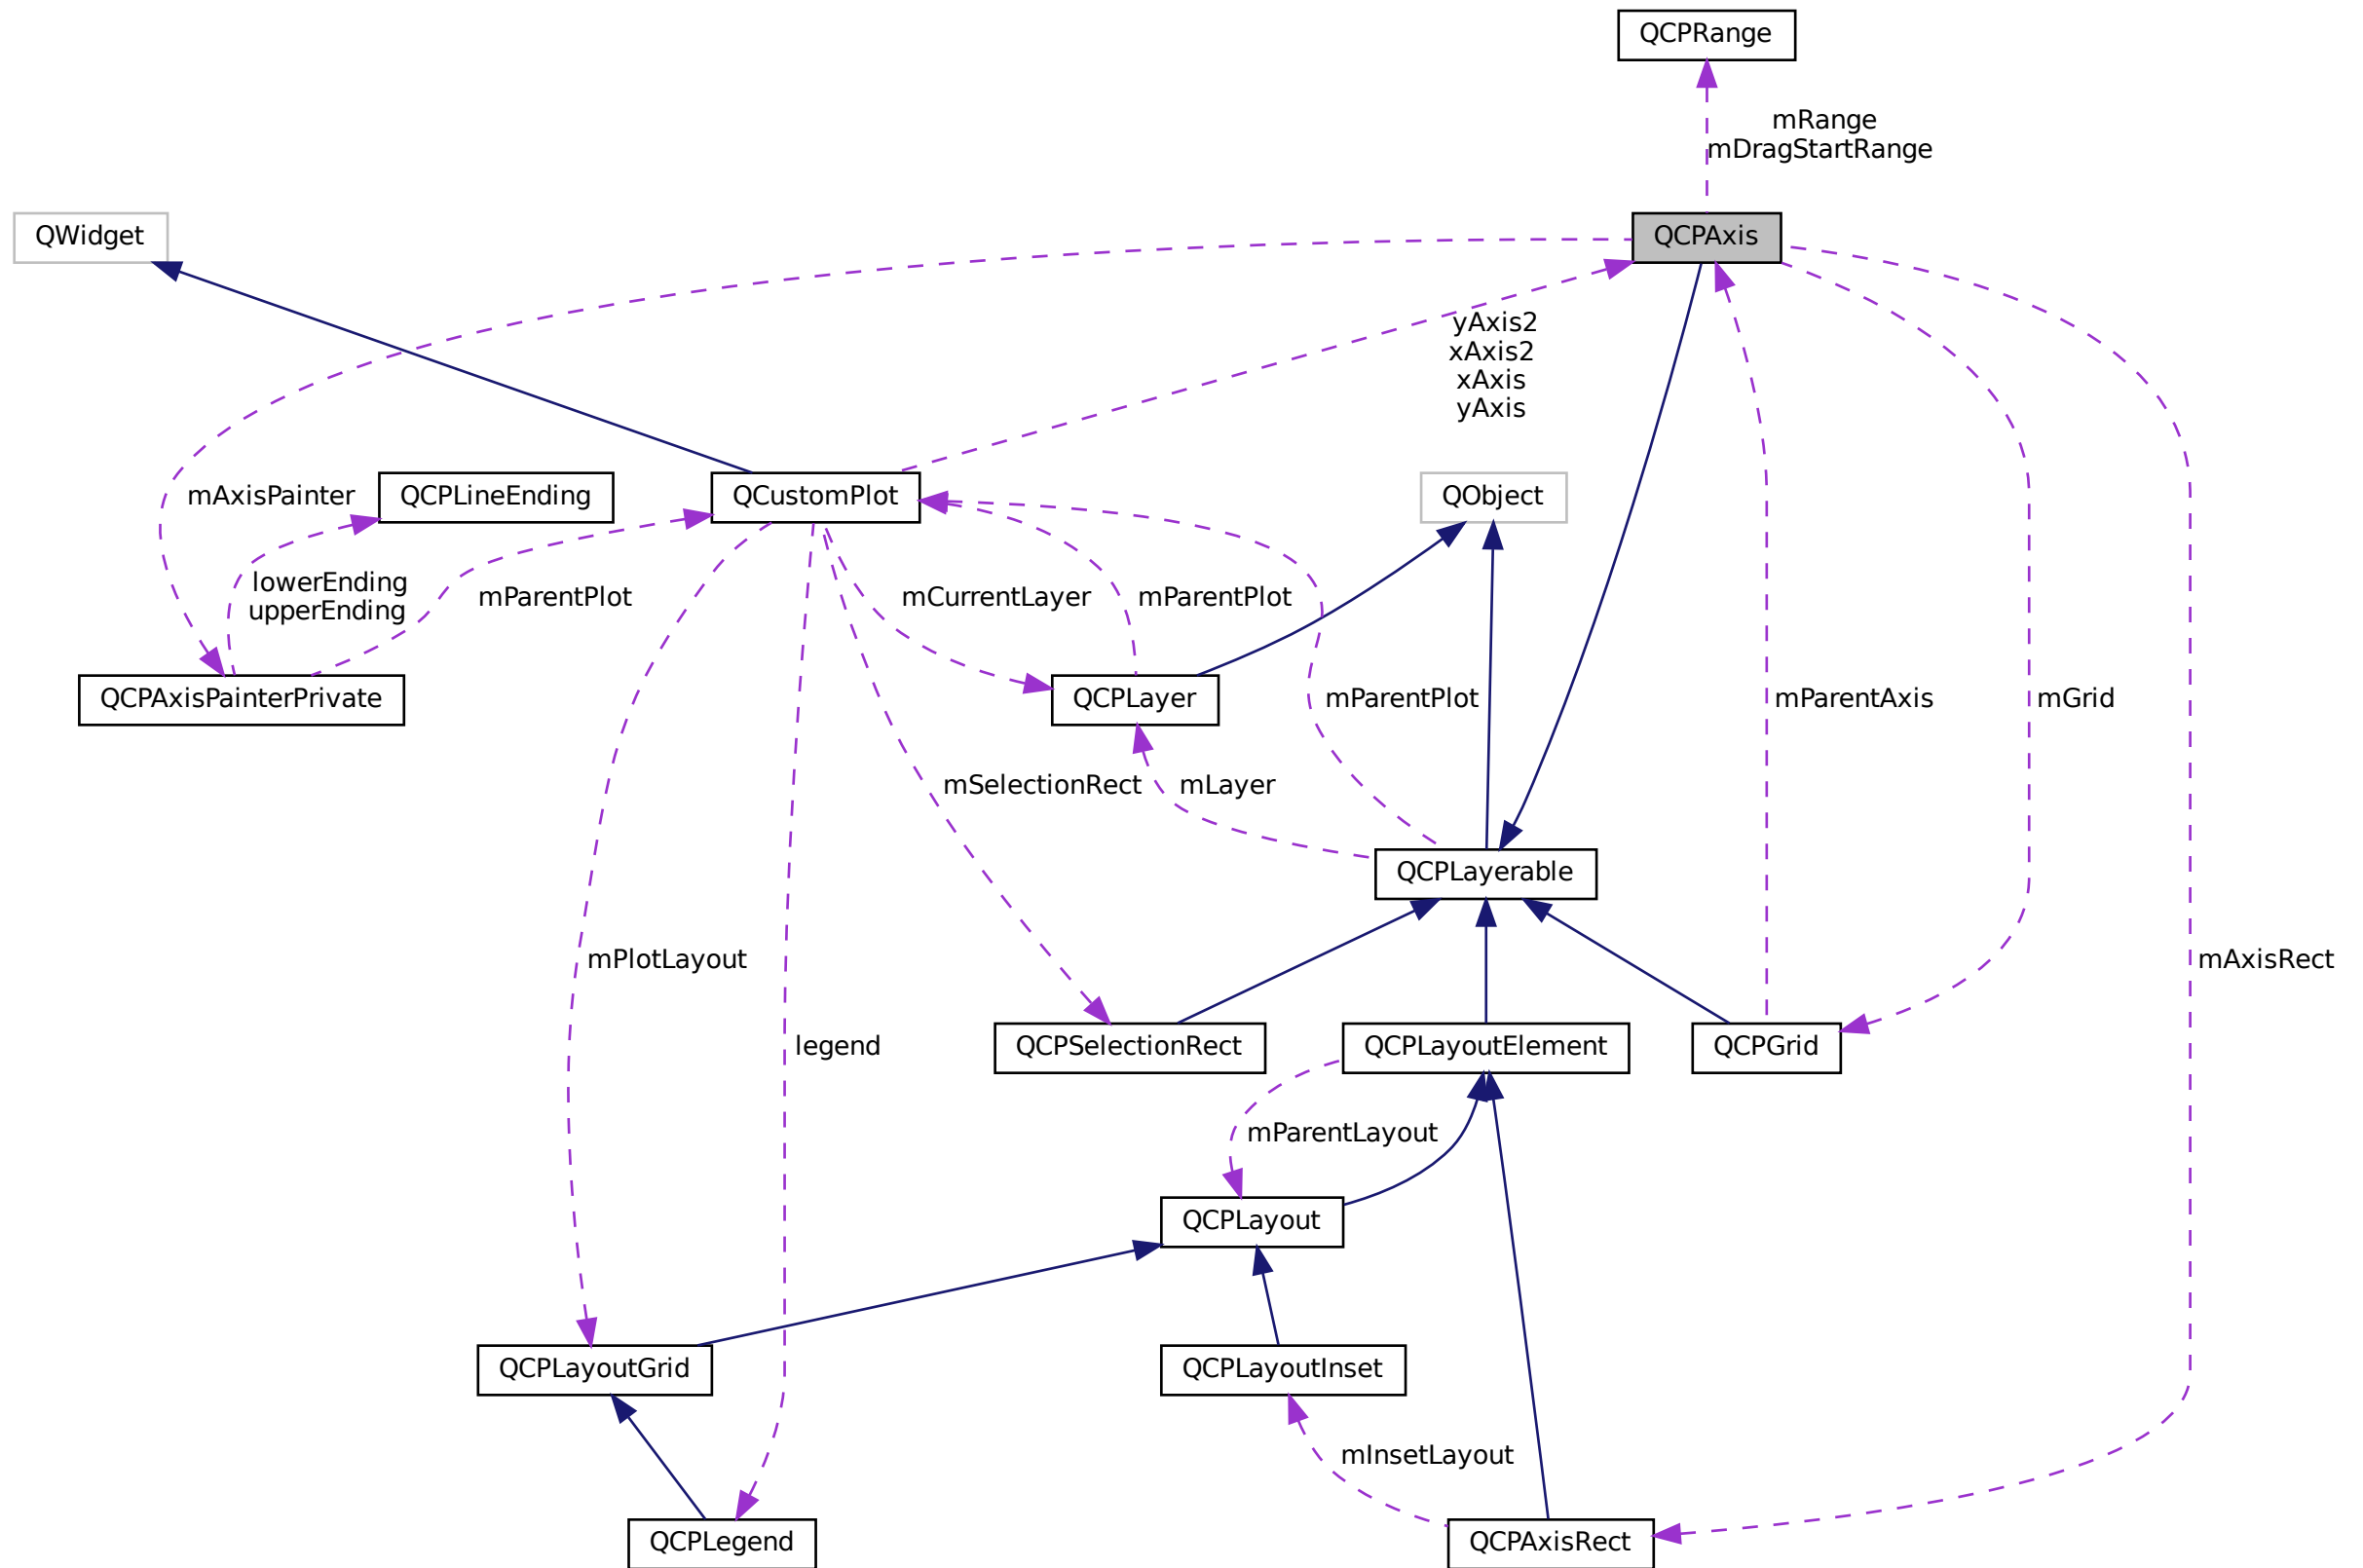 QCPRange
mRange
mDragStartRange
QWidget
QCPAxis
yAxis2
xAxis2
xAxis
yAxis
mAxisPainter
QCPLineEnding
QCustomPlot
QObject
lowerEnding
upperEnding
mParentPlot
mCurrentLayer
mParentPlot
QCPAxisPainterPrivate
QCPLayer
mParentPlot
mParentAxis
mGrid
mSelectionRect
mLayer
QCPLayerable
mPlotLayout
mAxisRect
legend
QCPSelectionRect
QCPLayoutElement
QCPGrid
mParentLayout
QCPLayout
QCPLayoutGrid
QCPLayoutInset
mInsetLayout
QCPLegend
QCPAxisRect